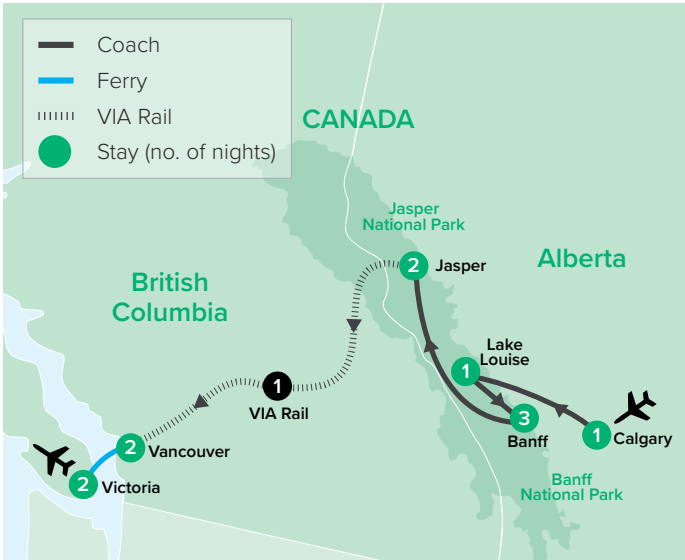 Coach
Ferry
VIA Rail
Stay (no. of nights)
CANADA
Jasper
National Park
2
Jasper
Alberta
British
Columbia
Lake
Louise
1
1
VIA Rail
3
Banff
1
Calgary
2
Vancouver
2
Victoria
Banff
National Park